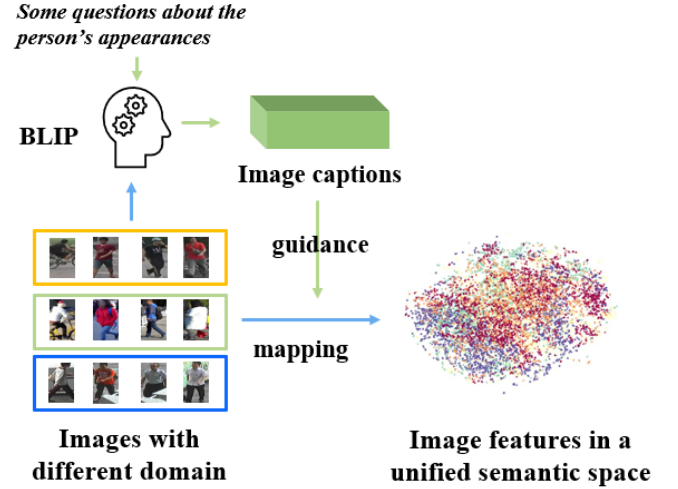 Some questions about the
person's appearances
BLIP
Image captions
guidance
mapping
Images with
different domain
Image features in a
unified semantic space